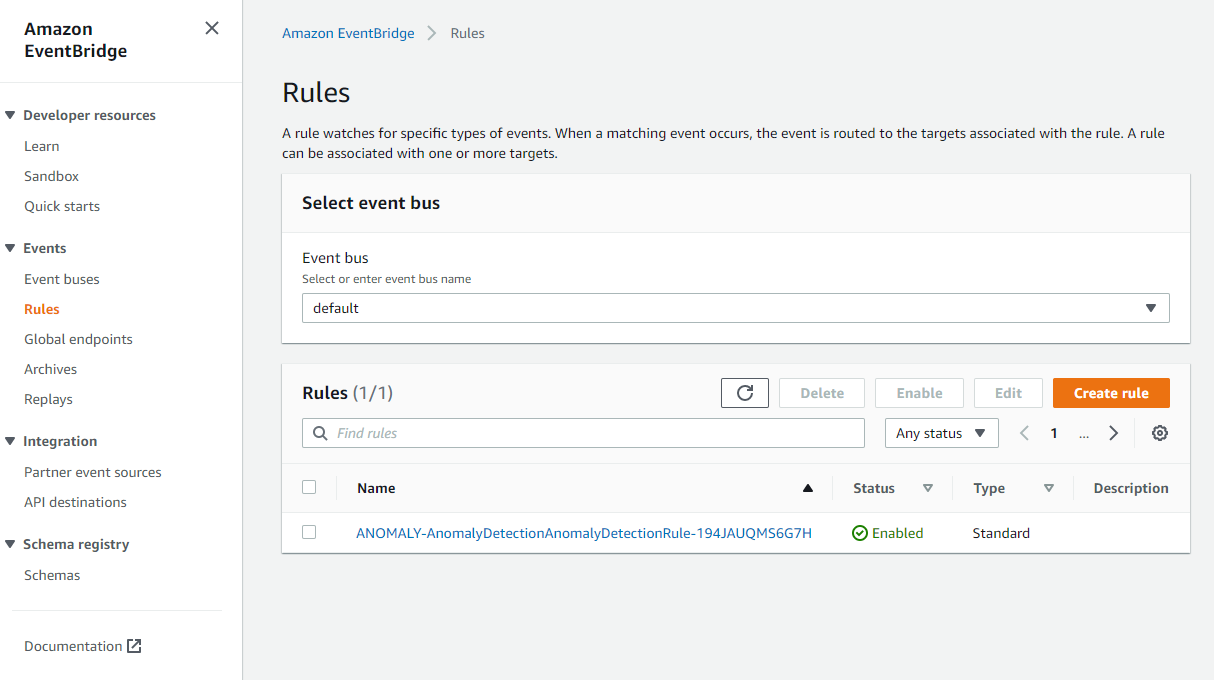 Amazon
EventBridge
Developer resources
Learn
Sandbox
Quick starts
Events
Event buses
Rules
Global endpoints
Archives
Replays
Integration
Partner event sources
API destinations
Schema registry
Schemas
Documentation
Amazon EventBridge Rules
Rules
A rule watches for specific types of events. When a matching event occurs, the event is routed to the targets associated with the rule. A rule
can be associated with one or more targets.
Select event bus
Event bus
Select or enter event bus name
default
Rules (1/1) Delete Enable Edit Create rule
Find rules Any status 1 ...
Name Status Type Description
ANOMALY-AnomalyDetectionAnomalyDetectionRule-194JAUQMS6G7H Enabled Standard